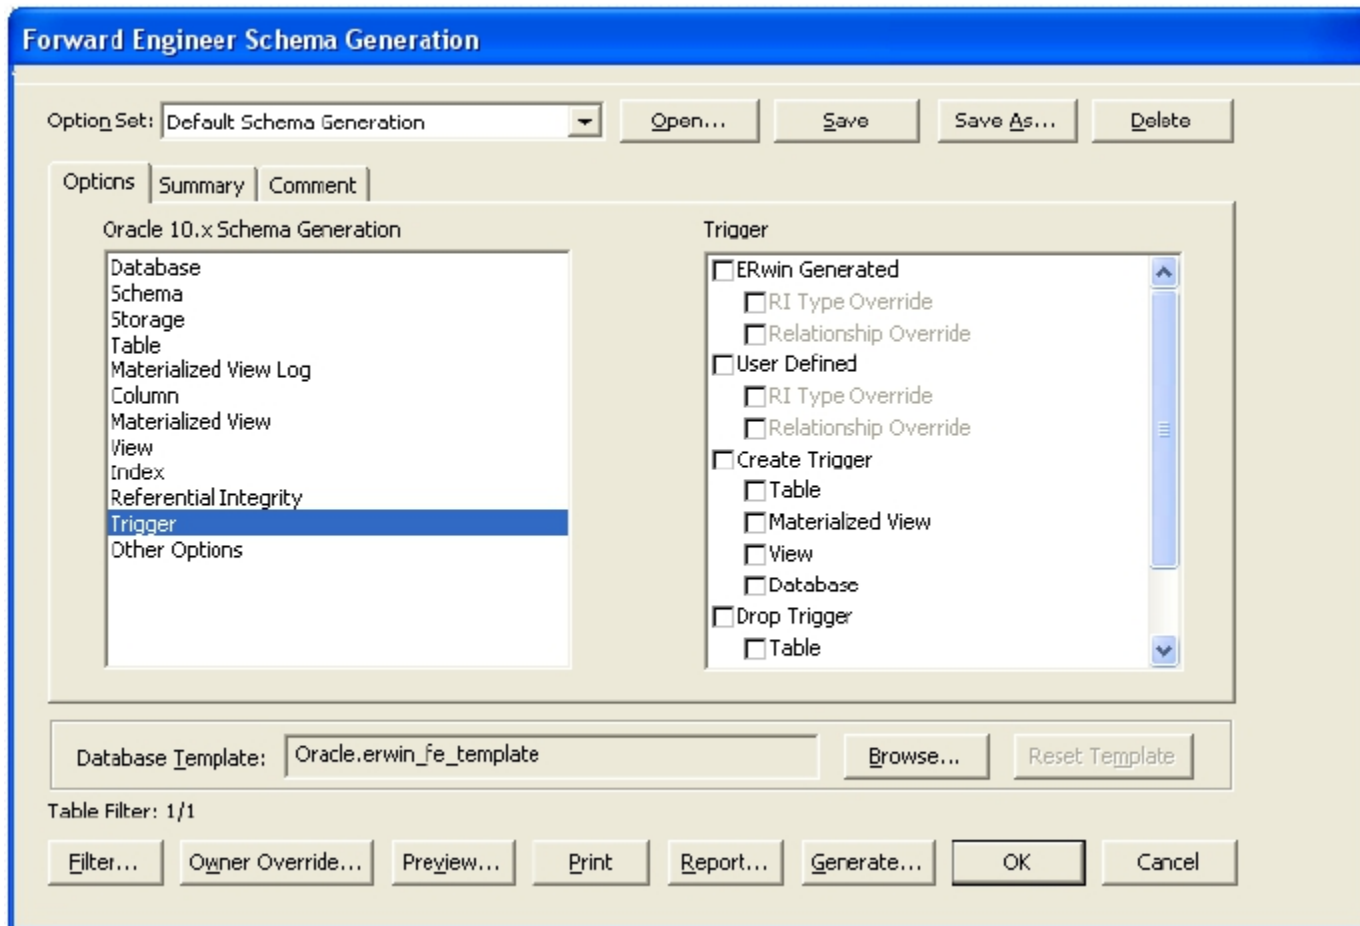 Forward Engineer Schema Generation
Option Set: Default Schema Generation Open... Save Save As... Delete
Options Summary Comment
Oracle 10.x Schema Generation Trigger
Database
Schema
Storage
Table
Materialized View Log
Column
Materialized View
View
Index
Referential Integrity
Trigger
Other Options
ERwin Generated
RI Type Override
Relationship Override
User Defined
RI Type Override
Relationship Override
Create Trigger
Table
Materialized View
View
Database
Drop Trigger
Table
Database Template: Oracle.erwin_fe_template Browse... Reset Template
Table Filter: 1/1
Filter... Owner Override... Preview... Print Report... Generate... OK Cancel